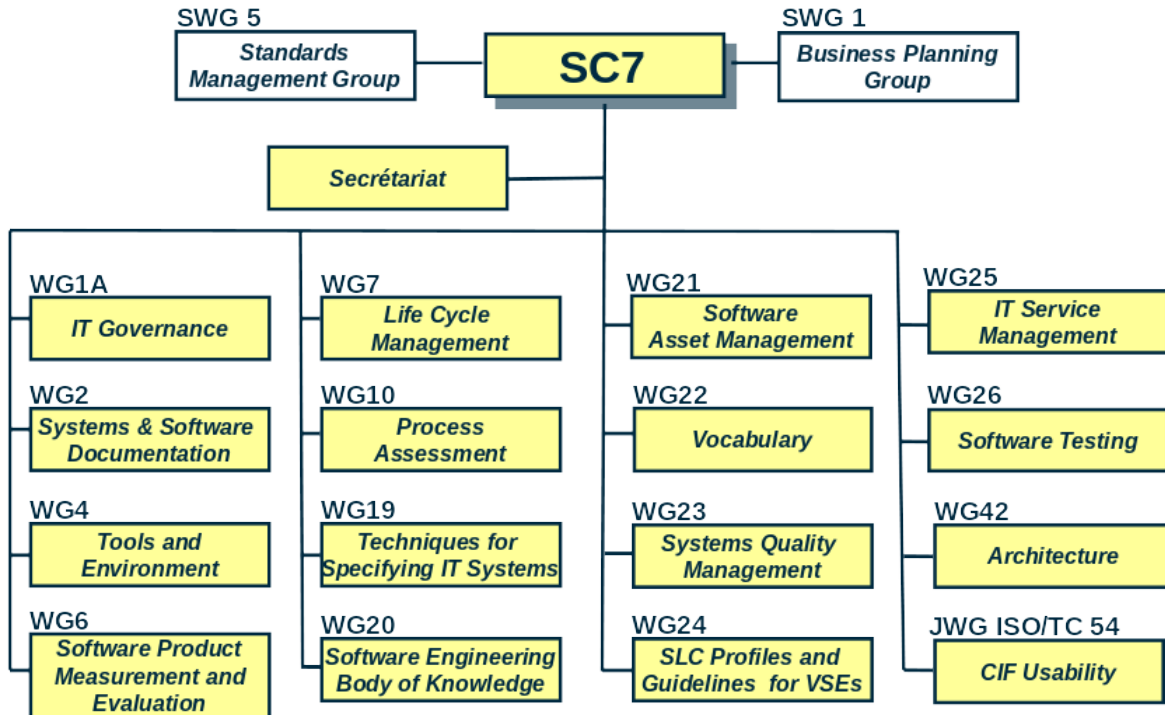 SWG 5
Standards
Management Group
SC7
SWG 1
Business Planning
Group
Secrétariat
WG1A
IT Governance
WG2
Systems & Software
Documentation
WG4
Tools and
Environment
WG6
Software Product
Measurement and
Evaluation
WG7
Life Cycle
Management
WG10
Process
Assessment
WG19
Techniques for
Specifying IT Systems
WG20
Software Engineering
Body of Knowledge
WG21
Software
Asset Management
WG22
Vocabulary
WG23
Systems Quality
Management
WG24
SLC Profiles and
Guidelines for VSEs
WG25
IT Service
Management
WG26
Software Testing
WG42
Architecture
JWG ISO/TC 54
CIF Usability